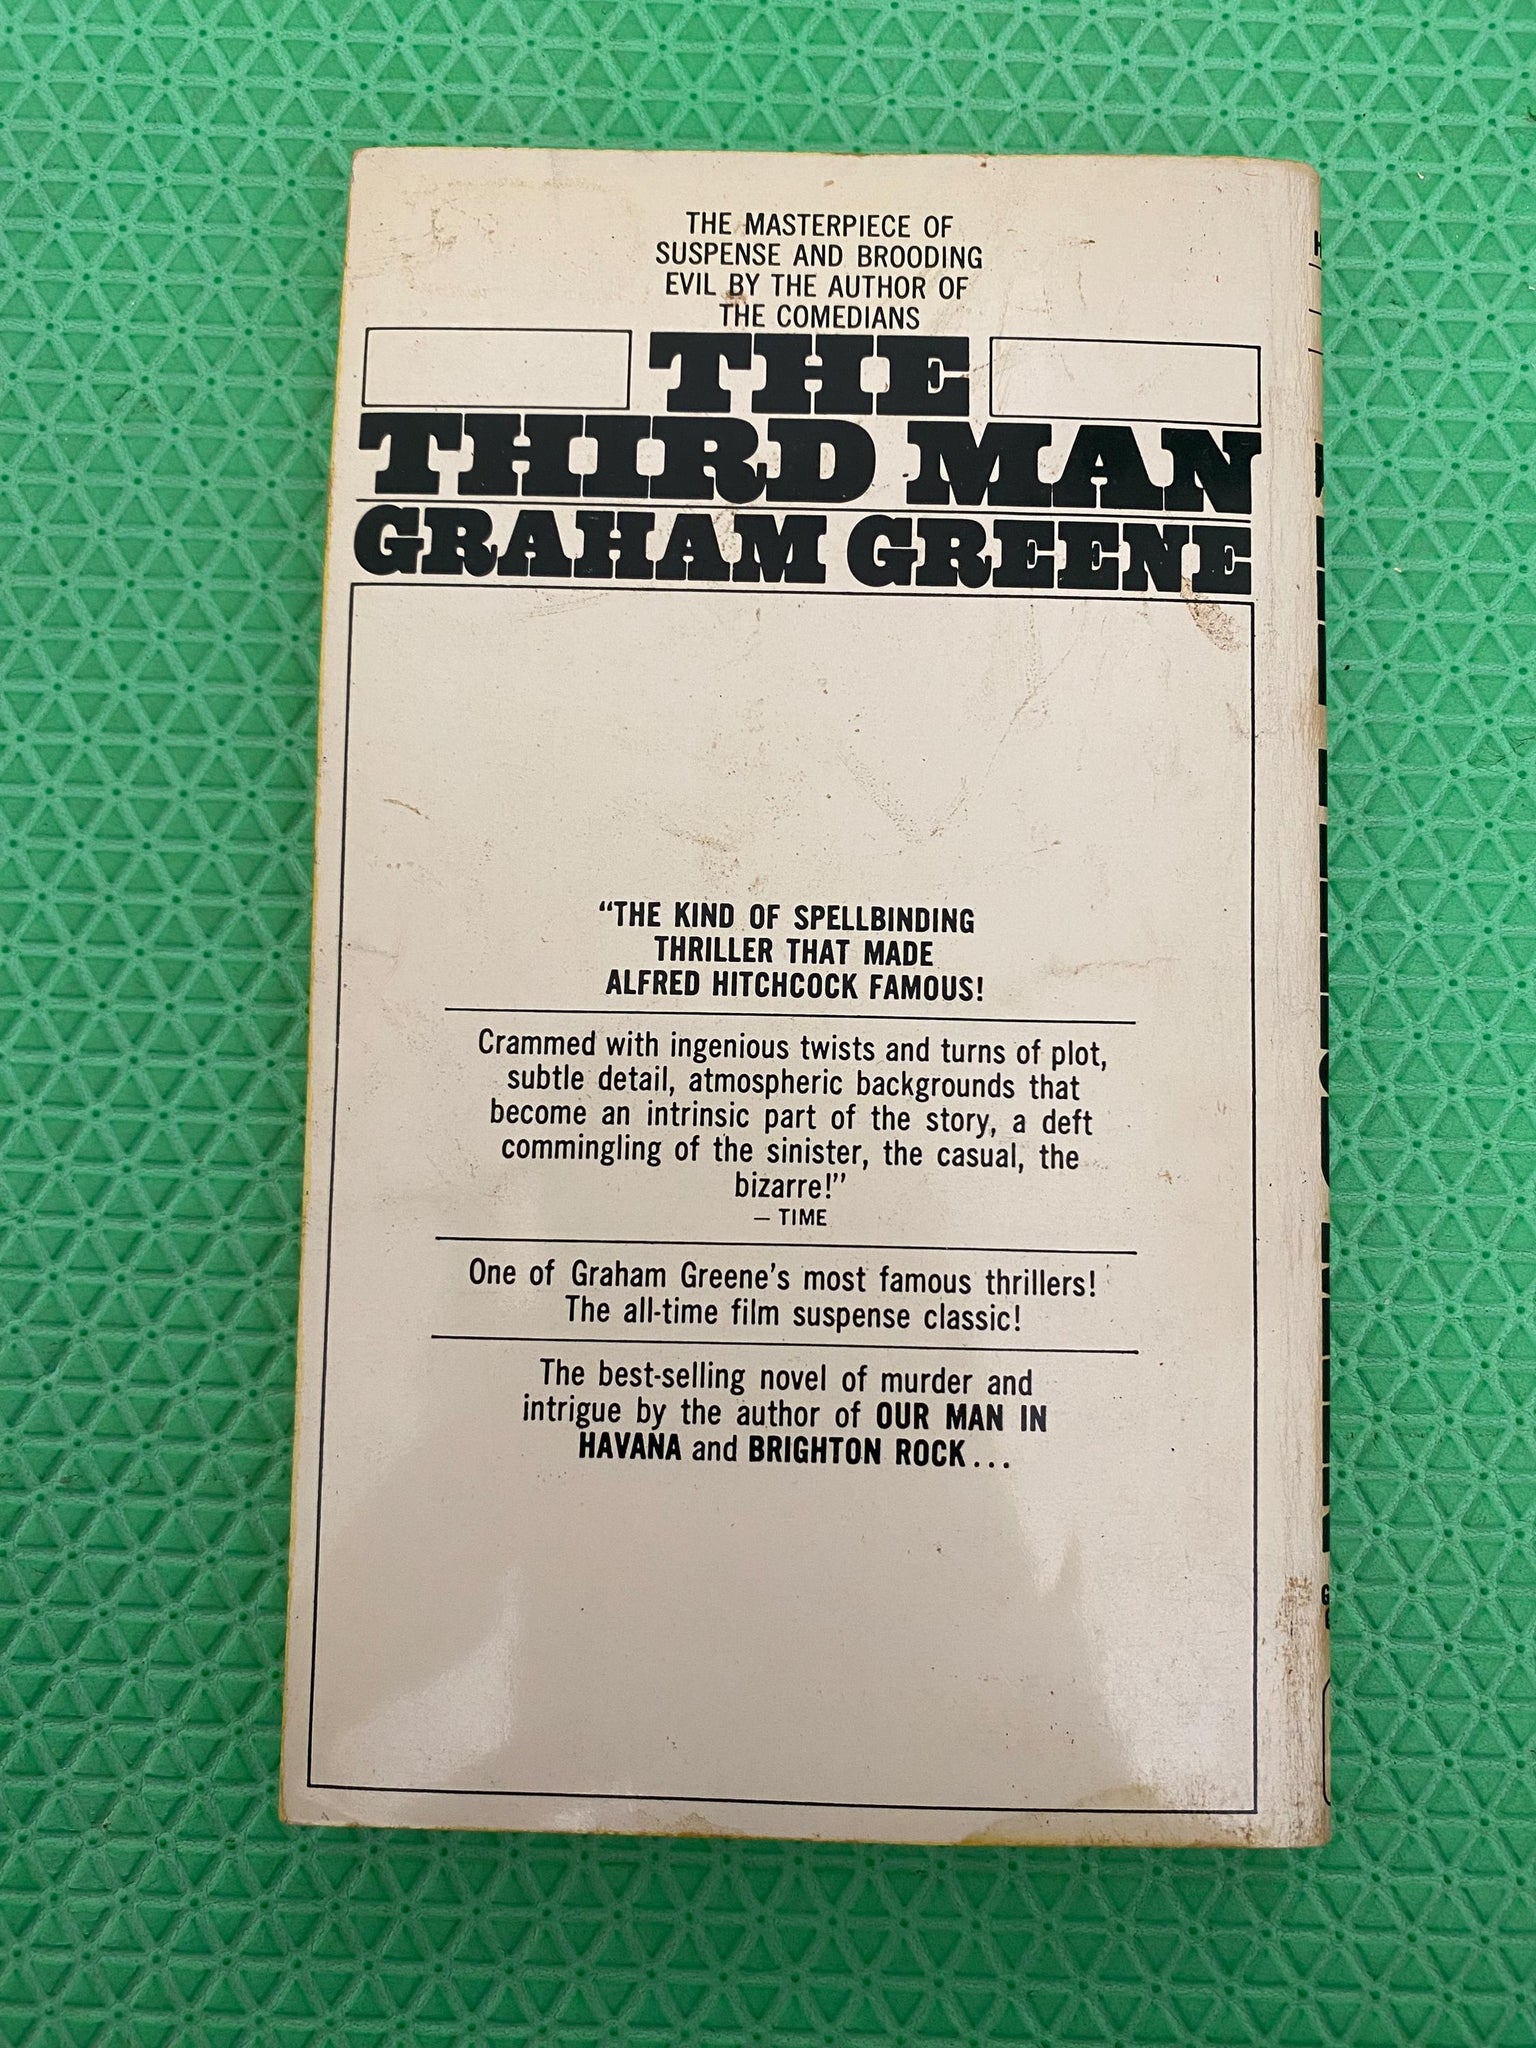 THE MASTERPIECE OF
SUSPENSE AND BROODING
EVIL BY THE AUTHOR OF
THE COMEDIANS
THE
THIRD MAN
GRAHAM GREENE
“THE KIND OF SPELLBINDING
THRILLER THAT MADE
ALFRED HITCHCOCK FAMOUS!
Crammed with ingenious twists and turns of plot,
subtle detail, atmospheric backgrounds that
become an intrinsic part of the story, a deft
commingling of the sinister, the casual, the
bizarre!”
– TIME
One of Graham Greene's most famous thrillers!
The all-time film suspense classic!
The best-selling novel of murder and
intrigue by the author of OUR MAN IN
HAVANA and BRIGHTON ROCK...